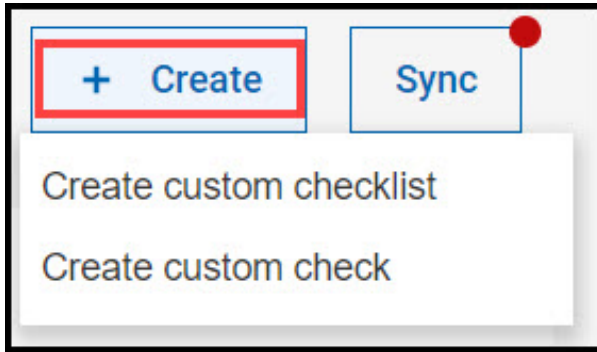 + Create
Sync
Create custom checklist
Create custom check